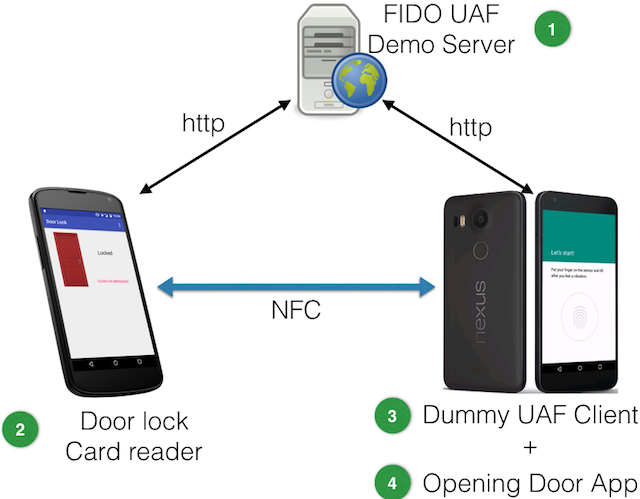 FIDO UAF
Demo Server
1
http
http
Door Lock
Locked
nexus
Let's start!
Put your finger on the sensor and lift
after you feel a vibration
NFC
2
Door lock
Card reader
3
Dummy UAF Client
+
4
Opening Door App